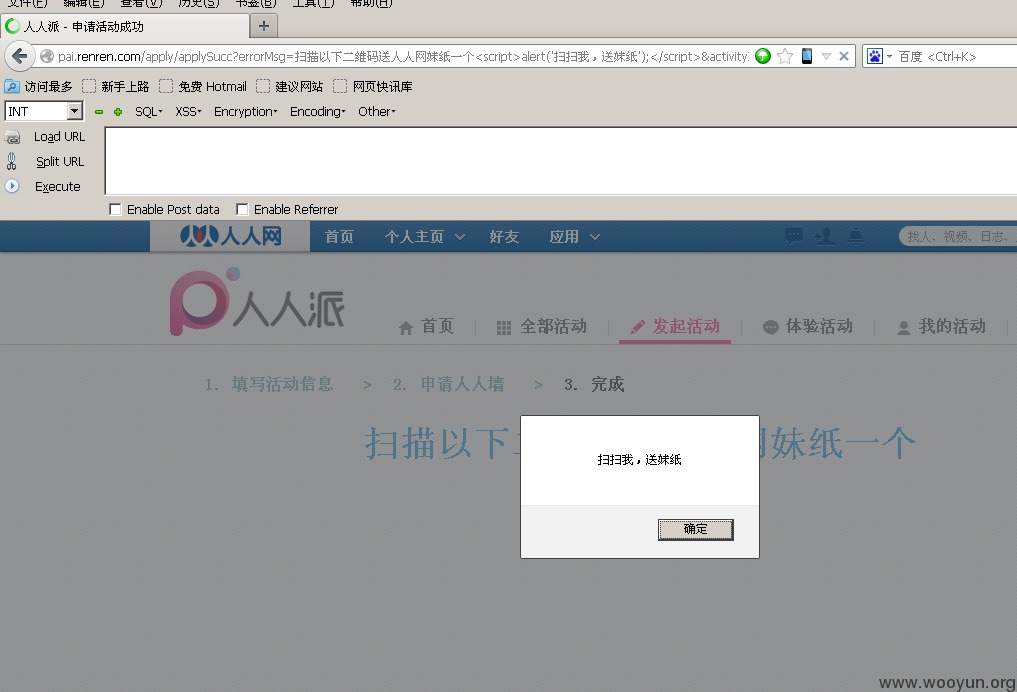 文件(F) 编辑(E) 查看(V) 历史(S) 书签(B) 工具(T) 帮助(H)
人人派 - 申请活动成功
pai.renren.com/apply/applySucc?errorMsg=扫描以下二维码送人人网妹纸一个<script>alert('扫扫我，送妹纸');</script>&activity
百度 <Ctrl+K>
访问最多 新手上路 免费 Hotmail 建议网站 网页快讯库
INT SQL XSS Encryption Encoding Other
Load URL
Split URL
Execute
Enable Post data Enable Referrer
人人网 首页 个人主页 好友 应用 找人、视频、日志、
人人派 首页 全部活动 发起活动 体验活动 我的活动
1. 填写活动信息 > 2. 申请人人墙 > 3. 完成
扫描以下 网妹纸一个
扫扫我，送妹纸
确定
www.wooyun.org